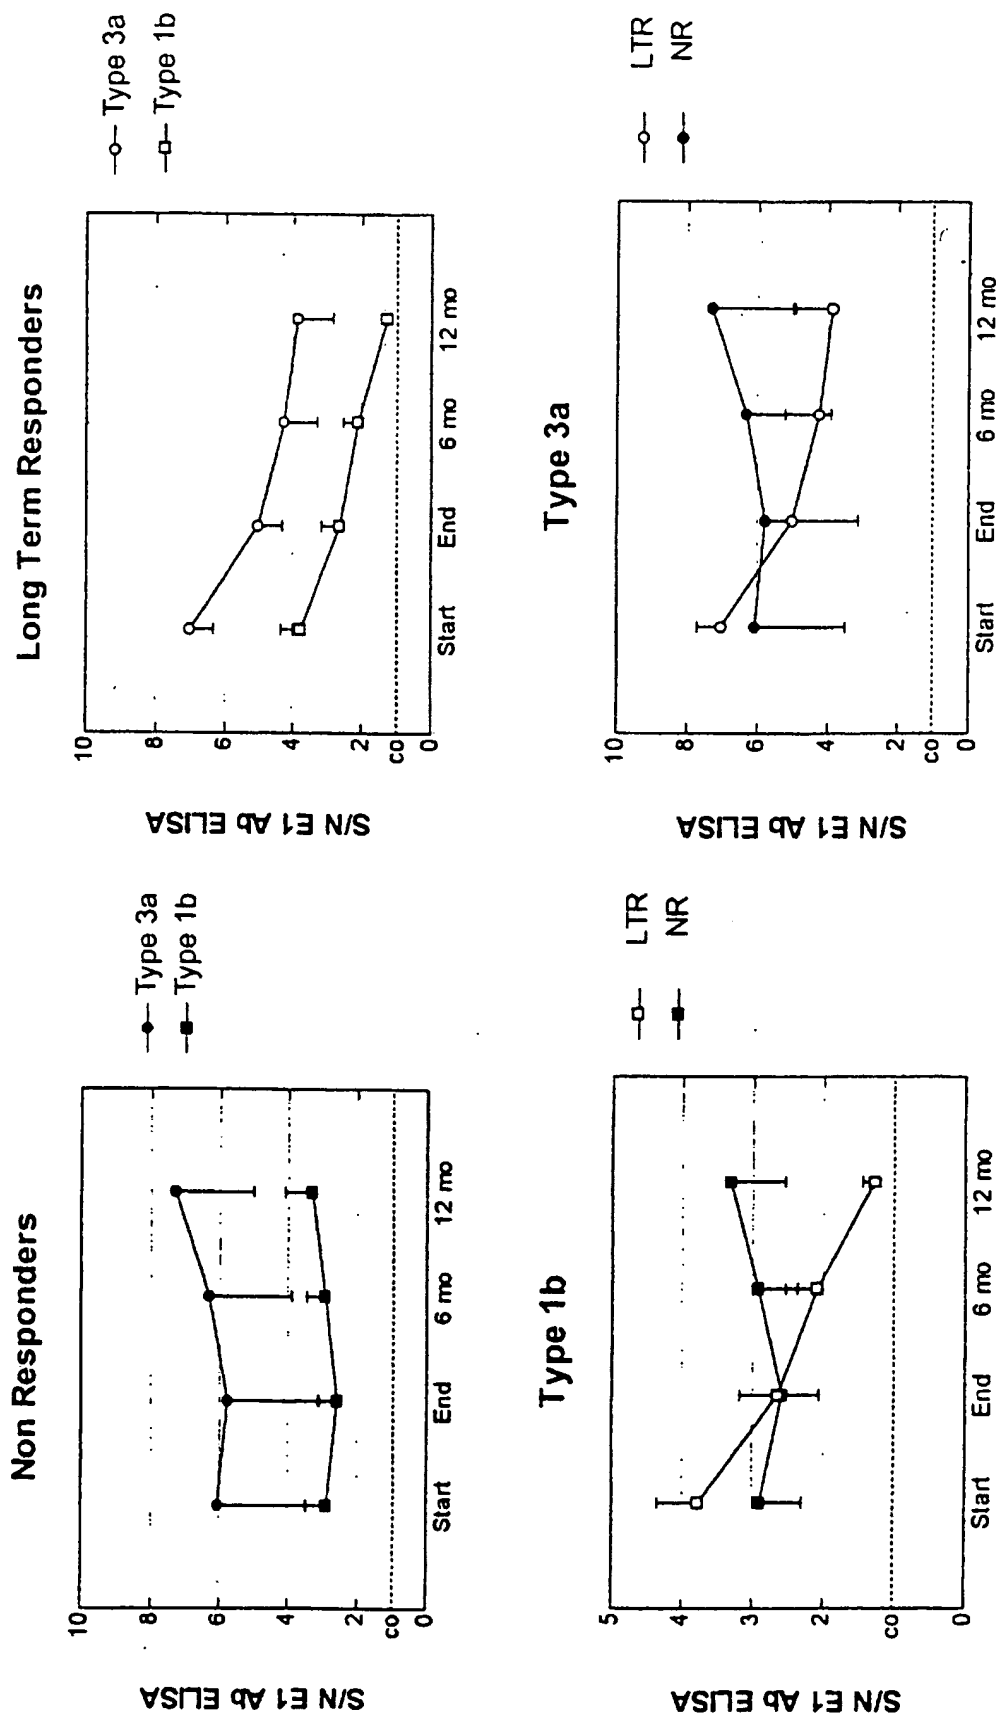 Non Responders
S/N E1 Ab ELISA
10
8
6
4
2
co
0
Start End 6 mo 12 mo
Type 3a
Type 1b
Long Term Responders
S/N E1 Ab ELISA
10
8
6
4
2
co
0
Start End 6 mo 12 mo
Type 3a
Type 1b
Type 1b
S/N E1 Ab ELISA
5
4
3
2
co
0
Start End 6 mo 12 mo
LTR
NR
Type 3a
S/N E1 Ab ELISA
10
8
6
4
2
co
0
Start End 6 mo 12 mo
LTR
NR